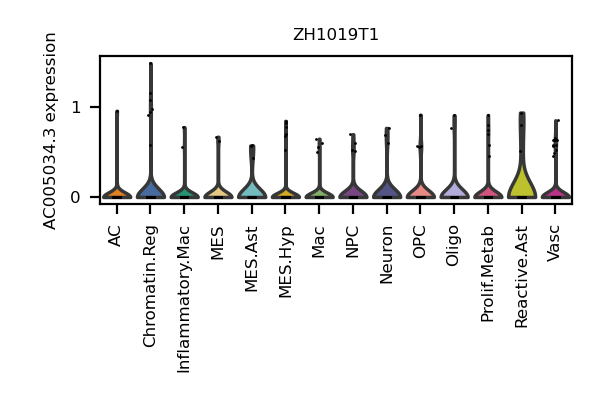 ZH1019T1
AC005034.3 expression
1
0
AC
Chromatin.Reg
Inflammatory.Mac
MES
MES.Ast
MES.Hyp
Mac
NPC
Neuron
OPC
Oligo
Prolif.Metab
Reactive.Ast
Vasc